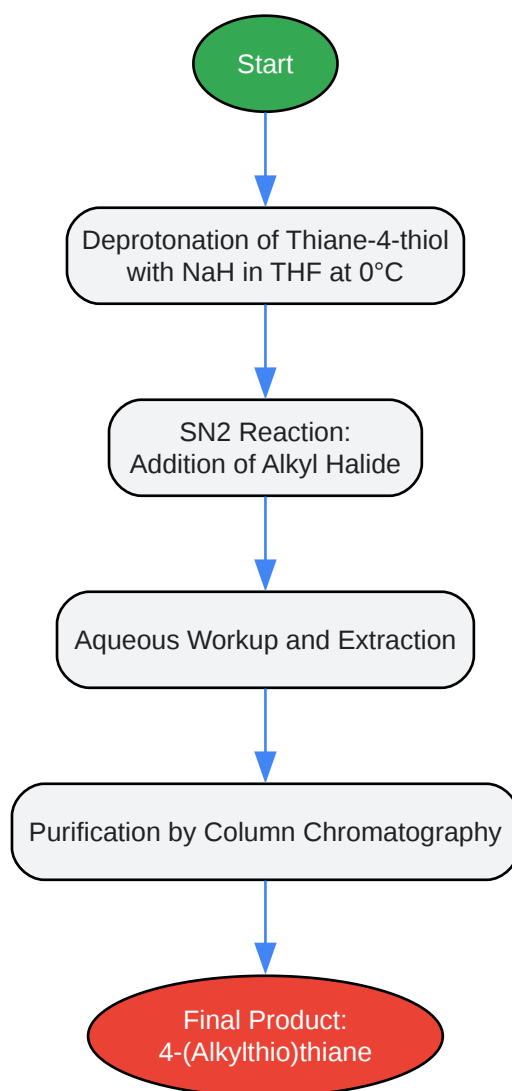 Start
Deprotonation of Thiane-4-thiol
with NaH in THF at 0°C
SN2 Reaction:
Addition of Alkyl Halide
Aqueous Workup and Extraction
Purification by Column Chromatography
Final Product:
4-(Alkylthio)thiane